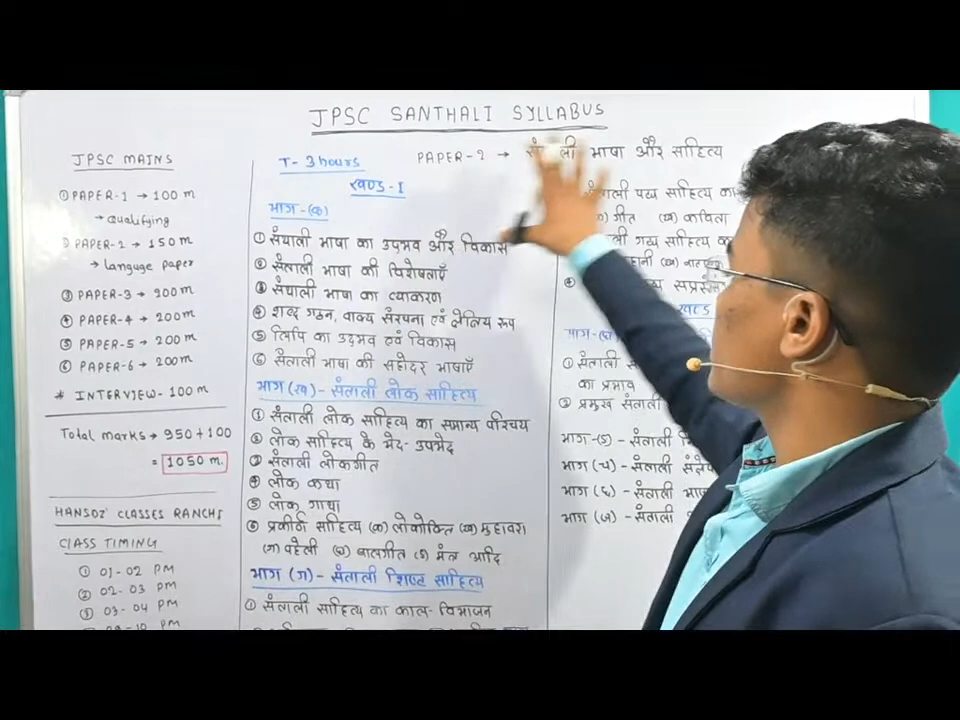 JPSC SANTHALI SYLLABUS
JPSC MAINS
① PAPER-1 → 100 m
→ Qualifying
② PAPER-2 → 150 m
→ language paper
③ PAPER-3 → 200 m
④ PAPER-4 → 200 m
⑤ PAPER-5 → 200 m
⑥ PAPER-6 → 200 m
* INTERVIEW- 100 m
Total marks → 950+100
= 1050 m.
HANSDZ' CLASSES RANCHI
CLASS TIMING
① 01-02 PM
② 02-03 PM
③ 03-04 PM
T- 3 hours
PAPER-2 → भाषा और साहित्य
खण्ड-I
भाग-(क)
① संथाली भाषा का उद्भव और विकास
② संताली भाषा की विशेषताएँ
③ संथाली भाषा का व्याकरण
④ शब्द गठन, वाक्य संरचना एवं रूप
⑤ लिपि का उद्भव एवं विकास
⑥ संताली भाषा की सहोदर भाषाएँ
भाग (ख)- संताली लोक साहित्य
① संताली लोक साहित्य का समान्य परिचय
② लोक साहित्य के भेद- उपभेद
③ संताली लोकगीत
④ लोक कथा
⑤ लोक गाथा
⑥ प्रकीर्ण साहित्य (क) लोकोक्ति (ख) मुहावरा
(ग) पहेली (घ) बालगीत (ङ) मंत्र आदि
भाग (ग)- संताली शिष्ट साहित्य
① संताली साहित्य का काल- विभाजन
पद्य साहित्य
गीत (ख) कविता
गद्य साहित्य
खण्ड
① संताली
का प्रभाव
② प्रमुख संताली
भाग-(ङ) - संताली
भाग (च) - संताली
भाग (छ) - संताली
भाग (ज) - संताली